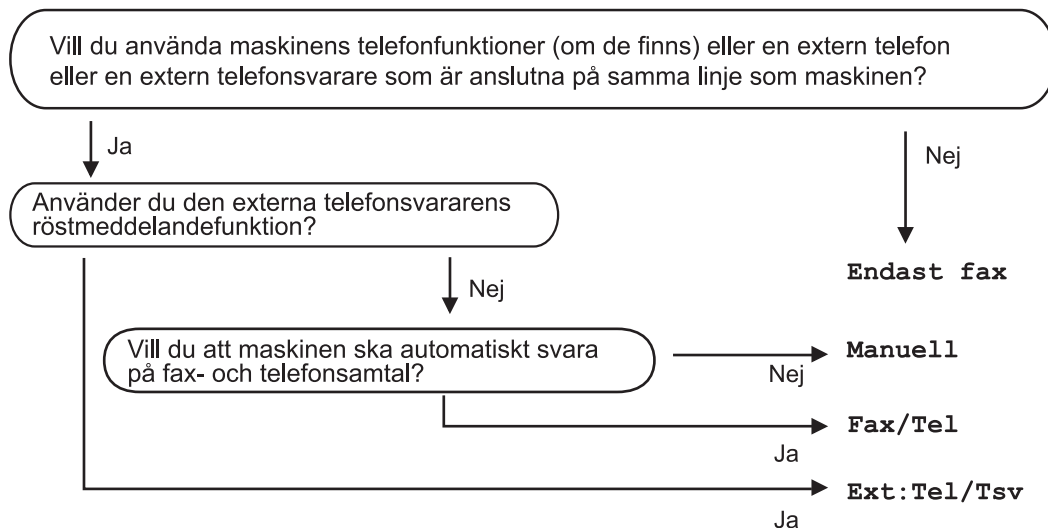 Vill du använda maskinens telefonfunktioner (om de finns) eller en extern telefon
eller en extern telefonsvarare som är anslutna på samma linje som maskinen?
Ja
Nej
Använder du den externa telefonsvararens
röstmeddelandefunktion?
Endast fax
Nej
Vill du att maskinen ska automatiskt svara
på fax- och telefonsamtal?
Manuell
Nej
Fax/Tel
Ja
Ext:Tel/Tsv
Ja